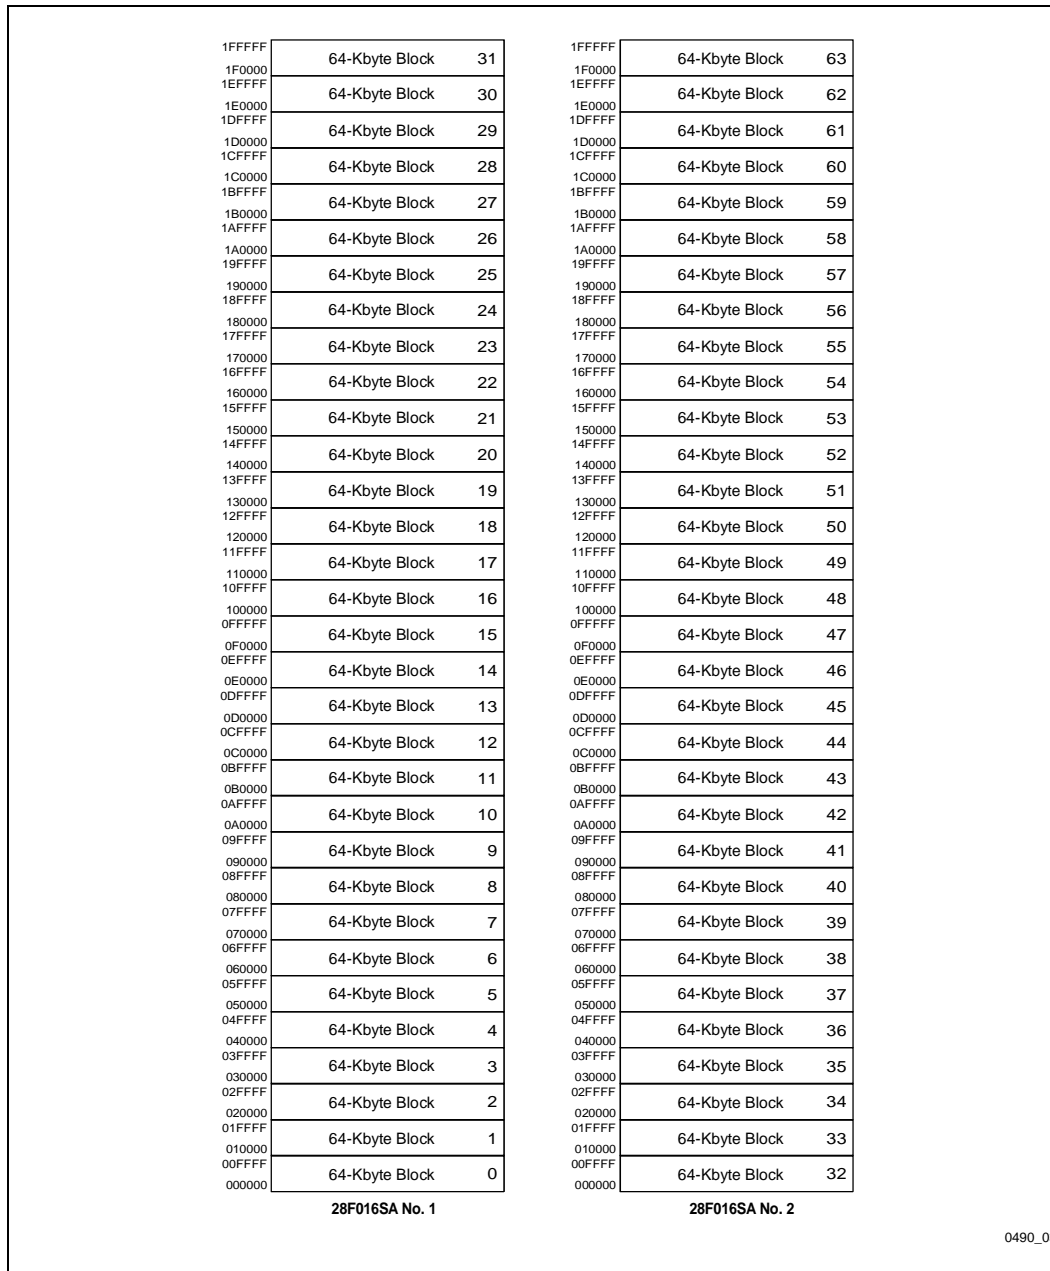 1FFFFF
64-Kbyte Block 31
1F0000
1EFFFF
64-Kbyte Block 30
1E0000
1DFFFF
64-Kbyte Block 29
1D0000
1CFFFF
64-Kbyte Block 28
1C0000
1BFFFF
64-Kbyte Block 27
1B0000
1AFFFF
64-Kbyte Block 26
1A0000
19FFFF
64-Kbyte Block 25
190000
18FFFF
64-Kbyte Block 24
180000
17FFFF
64-Kbyte Block 23
170000
16FFFF
64-Kbyte Block 22
160000
15FFFF
64-Kbyte Block 21
150000
14FFFF
64-Kbyte Block 20
140000
13FFFF
64-Kbyte Block 19
130000
12FFFF
64-Kbyte Block 18
120000
11FFFF
64-Kbyte Block 17
110000
10FFFF
64-Kbyte Block 16
100000
0FFFFF
64-Kbyte Block 15
0F0000
0EFFFF
64-Kbyte Block 14
0E0000
0DFFFF
64-Kbyte Block 13
0D0000
0CFFFF
64-Kbyte Block 12
0C0000
0BFFFF
64-Kbyte Block 11
0B0000
0AFFFF
64-Kbyte Block 10
0A0000
09FFFF
64-Kbyte Block 9
090000
08FFFF
64-Kbyte Block 8
080000
07FFFF
64-Kbyte Block 7
070000
06FFFF
64-Kbyte Block 6
060000
05FFFF
64-Kbyte Block 5
050000
04FFFF
64-Kbyte Block 4
040000
03FFFF
64-Kbyte Block 3
030000
02FFFF
64-Kbyte Block 2
020000
01FFFF
64-Kbyte Block 1
010000
00FFFF
64-Kbyte Block 0
000000
28F016SA No. 1
1FFFFF
64-Kbyte Block 63
1F0000
1EFFFF
64-Kbyte Block 62
1E0000
1DFFFF
64-Kbyte Block 61
1D0000
1CFFFF
64-Kbyte Block 60
1C0000
1BFFFF
64-Kbyte Block 59
1B0000
1AFFFF
64-Kbyte Block 58
1A0000
19FFFF
64-Kbyte Block 57
190000
18FFFF
64-Kbyte Block 56
180000
17FFFF
64-Kbyte Block 55
170000
16FFFF
64-Kbyte Block 54
160000
15FFFF
64-Kbyte Block 53
150000
14FFFF
64-Kbyte Block 52
140000
13FFFF
64-Kbyte Block 51
130000
12FFFF
64-Kbyte Block 50
120000
11FFFF
64-Kbyte Block 49
110000
10FFFF
64-Kbyte Block 48
100000
0FFFFF
64-Kbyte Block 47
0F0000
0EFFFF
64-Kbyte Block 46
0E0000
0DFFFF
64-Kbyte Block 45
0D0000
0CFFFF
64-Kbyte Block 44
0C0000
0BFFFF
64-Kbyte Block 43
0B0000
0AFFFF
64-Kbyte Block 42
0A0000
09FFFF
64-Kbyte Block 41
090000
08FFFF
64-Kbyte Block 40
080000
07FFFF
64-Kbyte Block 39
070000
06FFFF
64-Kbyte Block 38
060000
05FFFF
64-Kbyte Block 37
050000
04FFFF
64-Kbyte Block 36
040000
03FFFF
64-Kbyte Block 35
030000
02FFFF
64-Kbyte Block 34
020000
01FFFF
64-Kbyte Block 33
010000
00FFFF
64-Kbyte Block 32
000000
28F016SA No. 2
0490_0